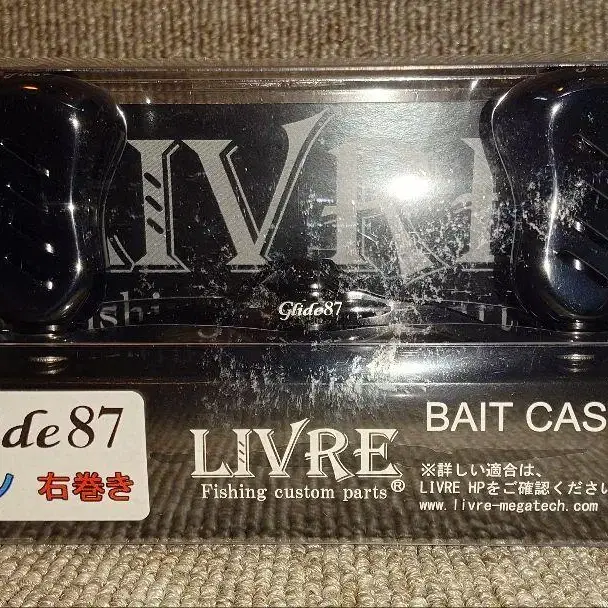 LIVRE
Glide87
de87
右巻き
LIVRE
Fishing custom parts®
BAIT CAS
※詳しい適合は、
LIVRE HPをご確認くださ
www.livre-megatech.com